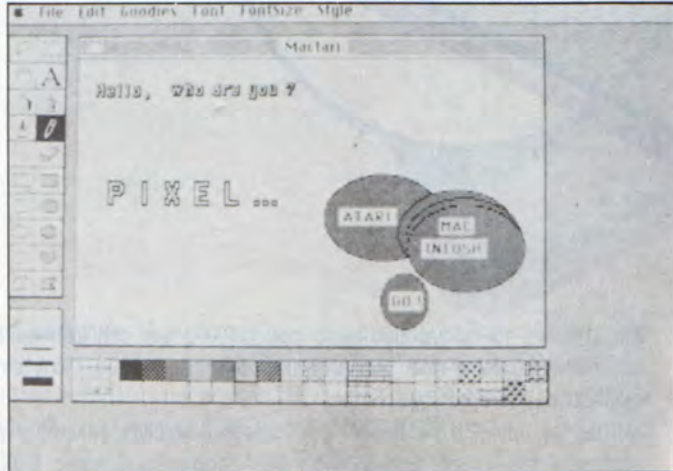 File Edit Goodies Font FontSize Style
Mactari
A
Hello, who are you ?
PIXEL...
ATARI
MAC
INTOSH
GO !